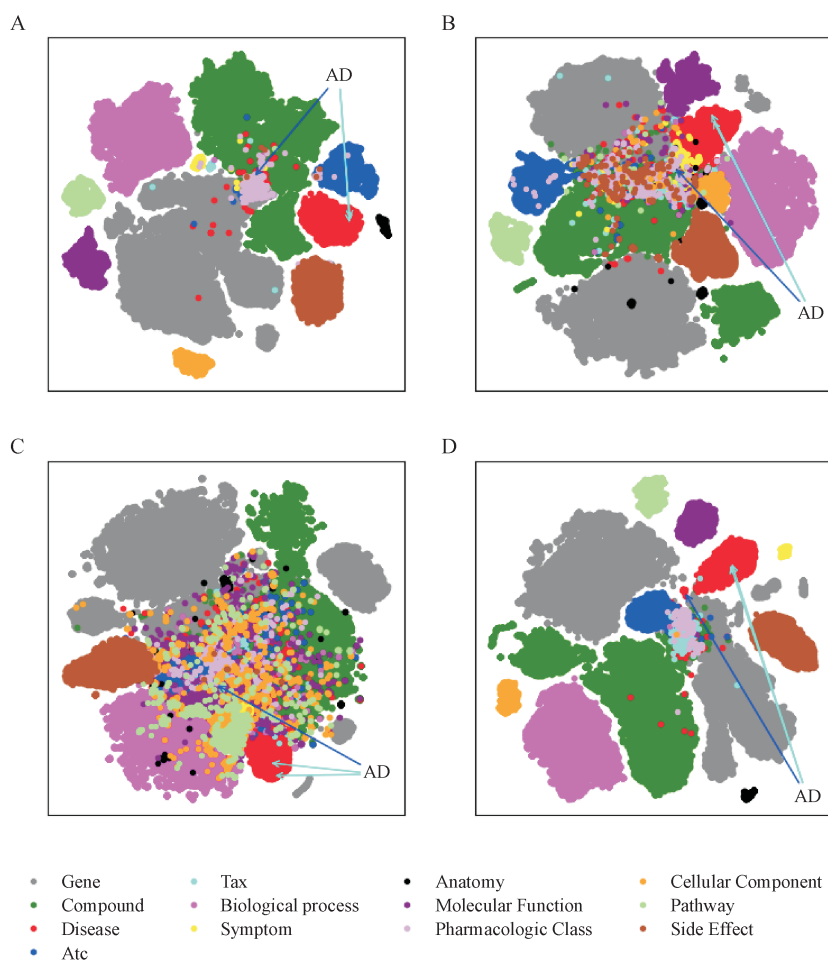 A
B
AD
AD
C
D
AD
AD
Gene
Tax
Anatomy
Cellular Component
Compound
Biological process
Molecular Function
Pathway
Disease
Symptom
Pharmacologic Class
Side Effect
Atc